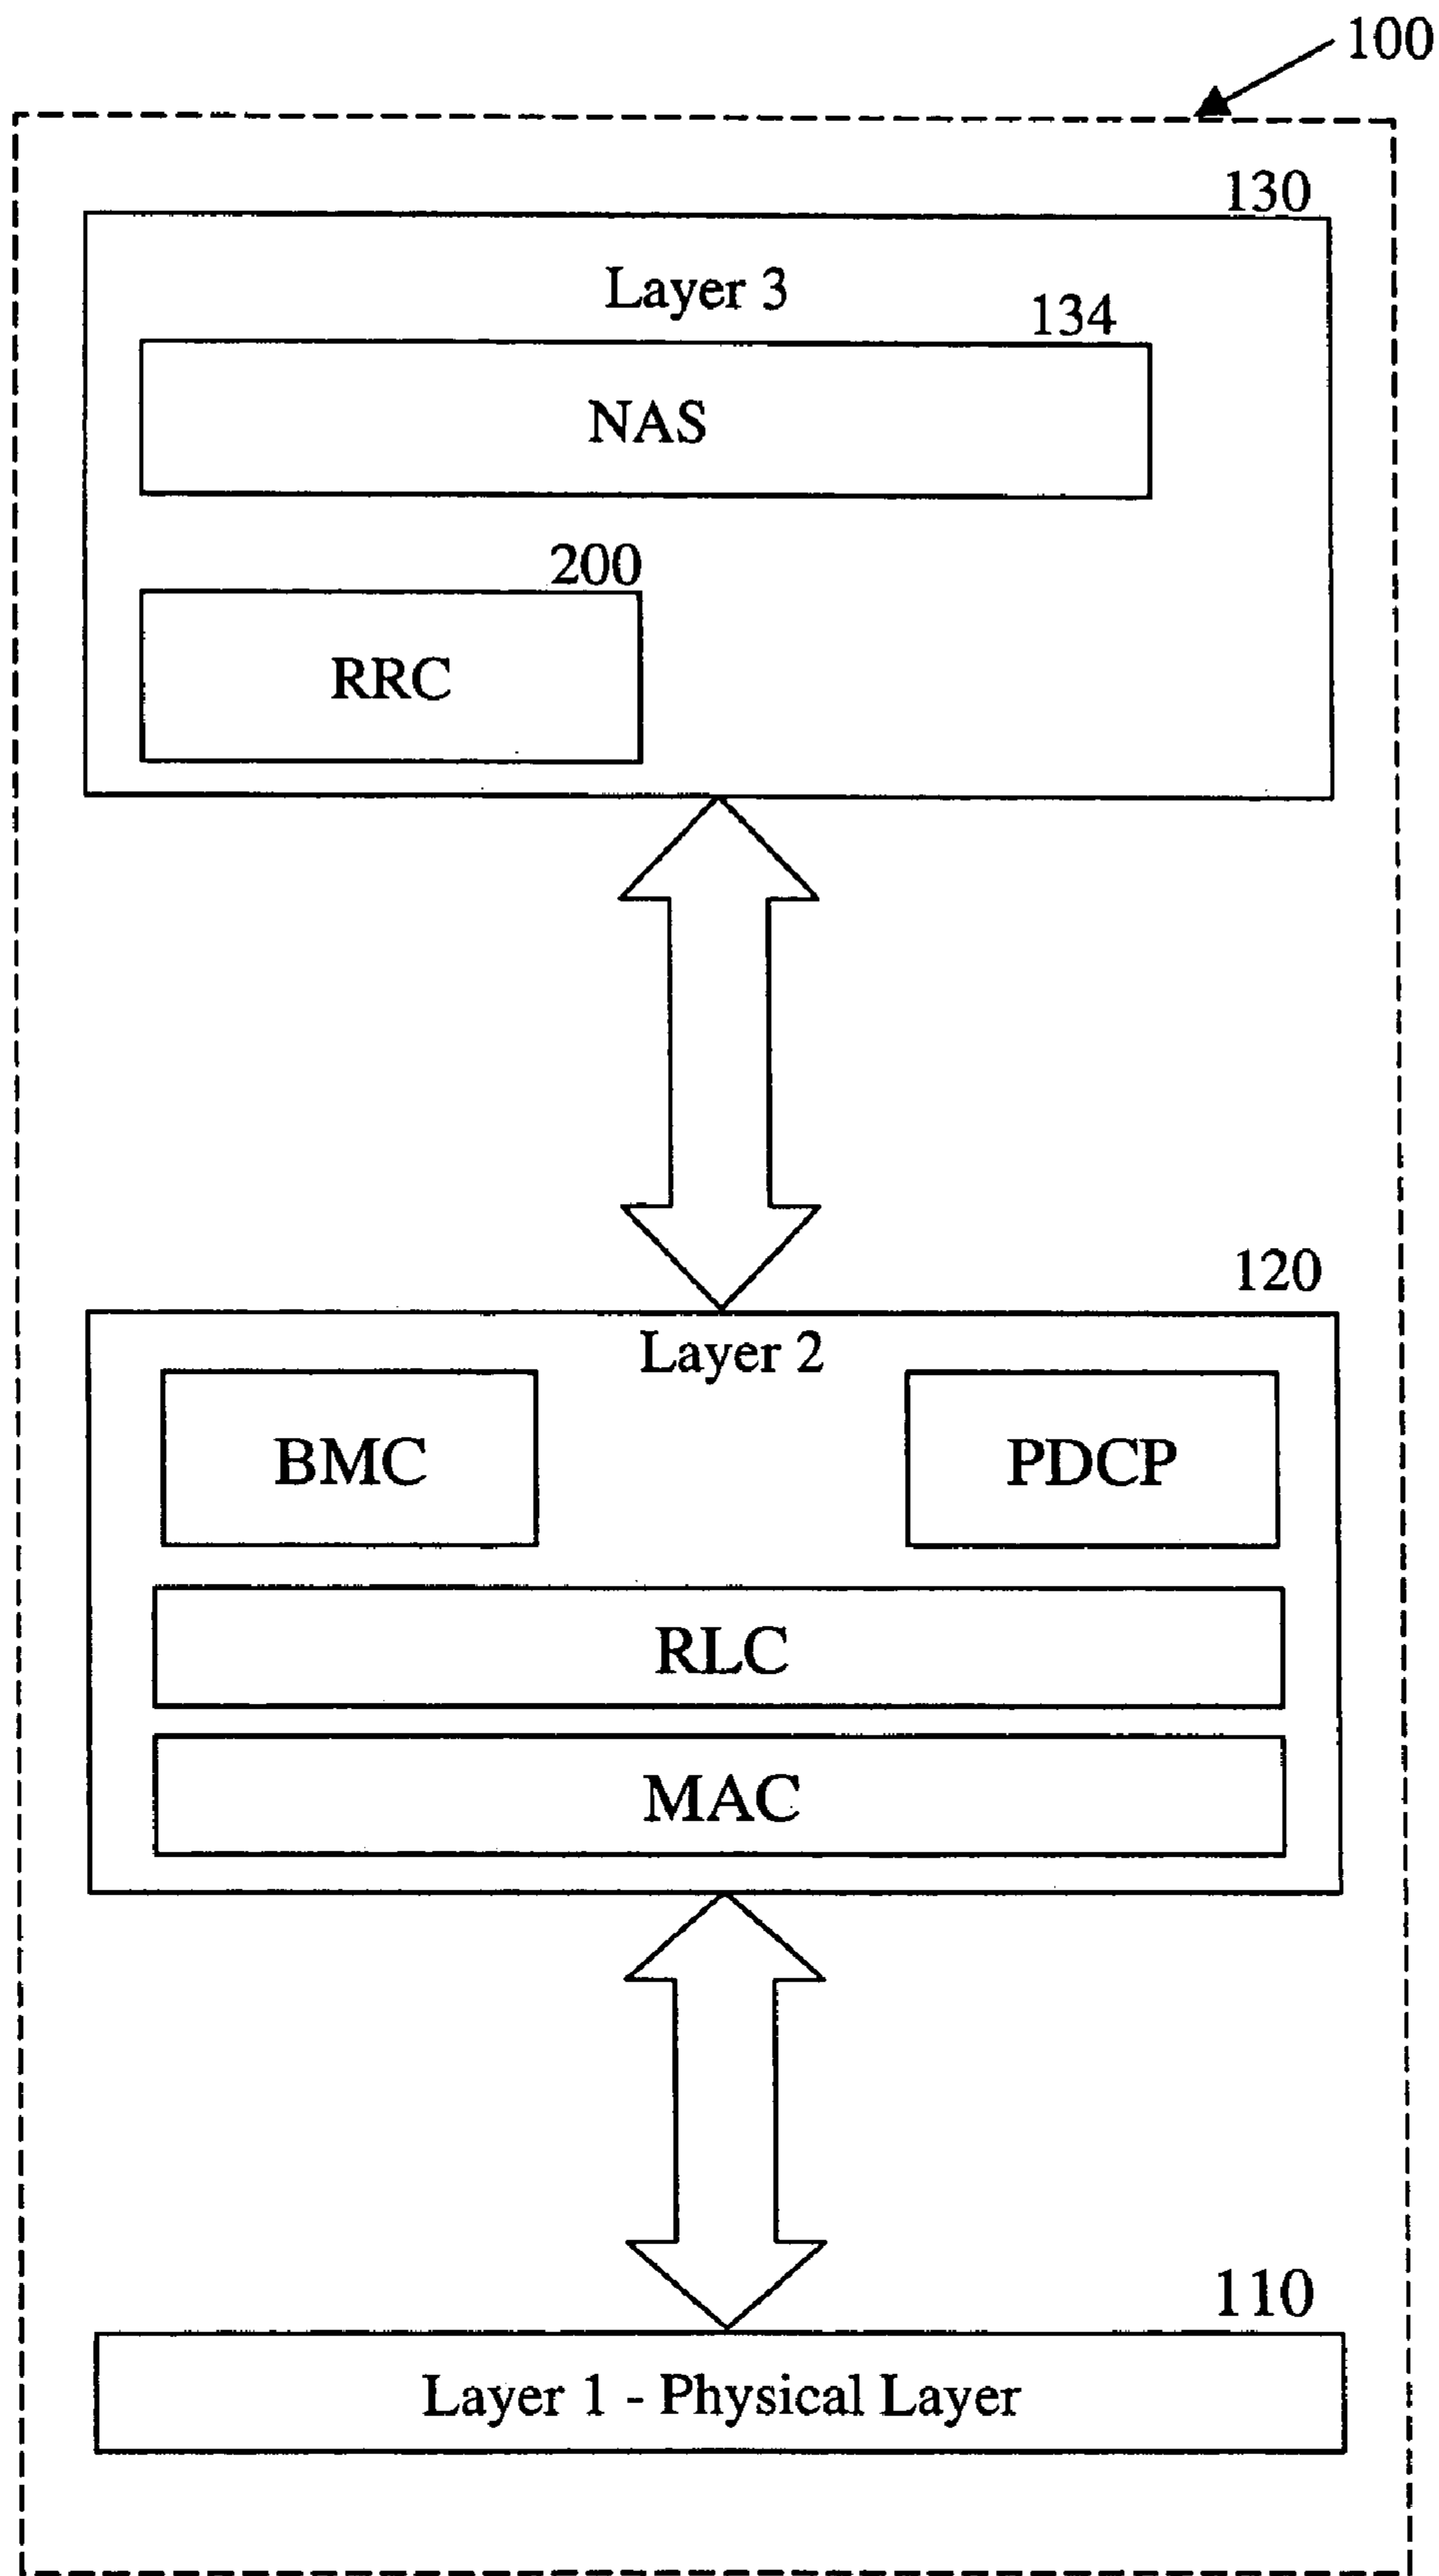 100
130
Layer 3
134
NAS
200
RRC
120
Layer 2
BMC
PDCP
RLC
MAC
110
Layer 1 - Physical Layer